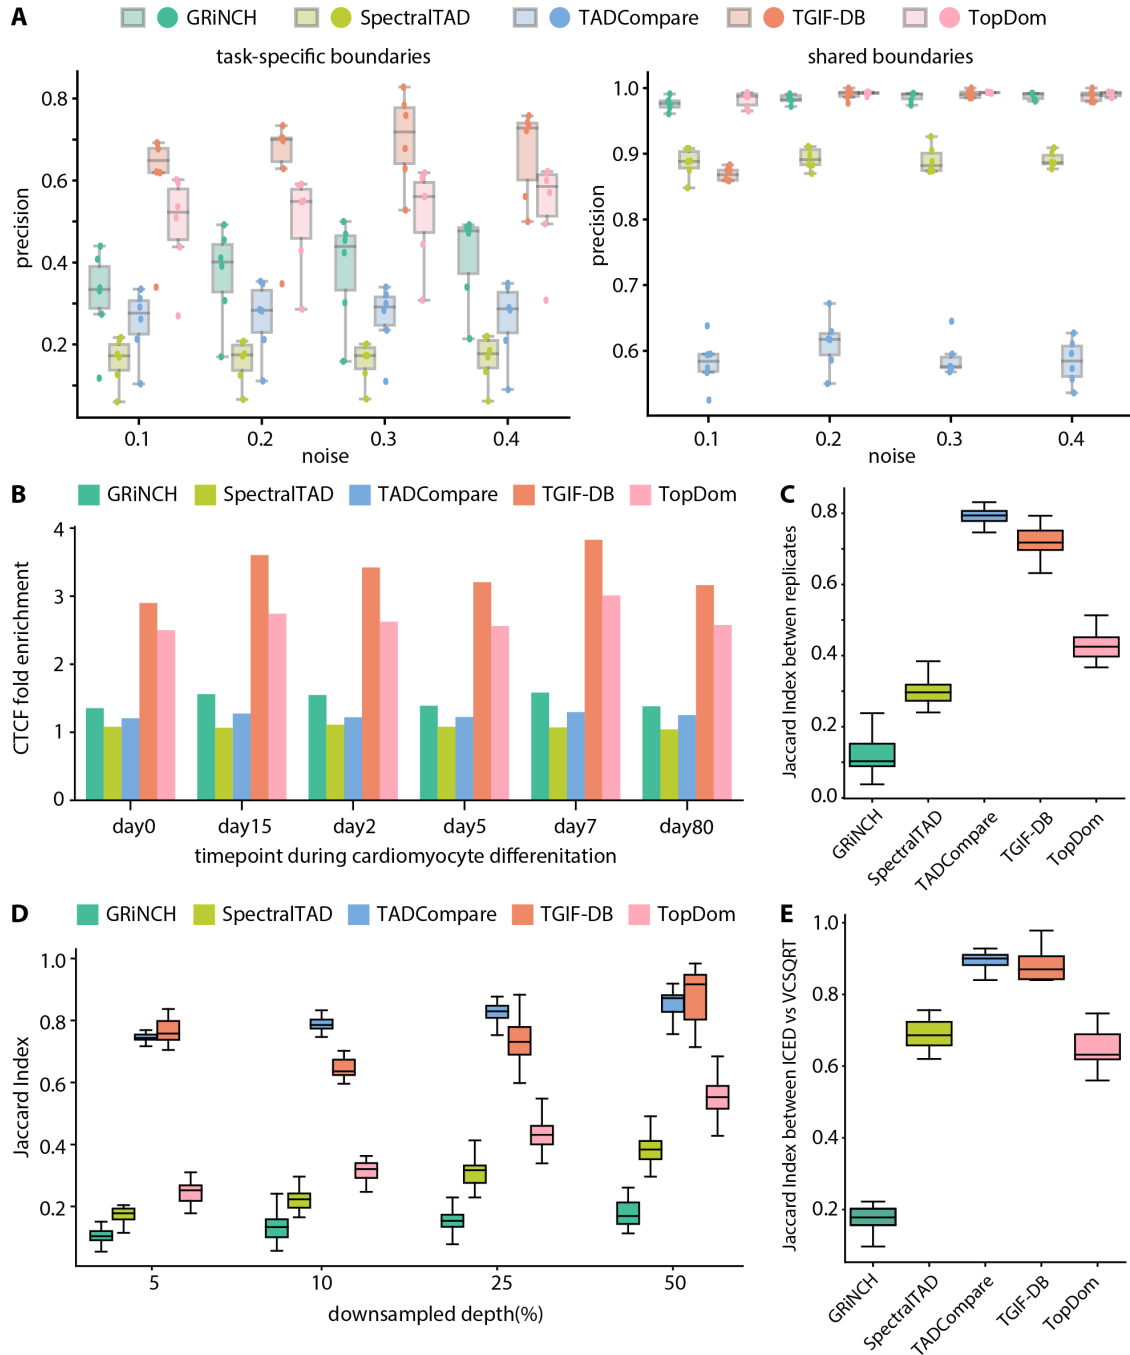 A
GRiNCH SpectralTAD TADCompare TGIF-DB TopDom
task-specific boundaries
shared boundaries
precision
0.8
0.6
0.4
0.2
0.1 0.2 0.3 0.4
noise
precision
1.0
0.9
0.8
0.7
0.6
0.1 0.2 0.3 0.4
noise
B
GRiNCH SpectralTAD TADCompare TGIF-DB TopDom
CTCF fold enrichment
4
3
2
1
0
day0 day15 day2 day5 day7 day80
timepoint during cardiomyocyte differenitation
C
Jaccard Index betwen replicates
0.8
0.6
0.4
0.2
0.0
GRiNCH SpectralTAD TADCompare TGIF-DB TopDom
D
GRiNCH SpectralTAD TADCompare TGIF-DB TopDom
Jaccard Index
1.0
0.8
0.6
0.4
0.2
5 10 25 50
downsampled depth(%)
E
Jaccard Index between ICED vs VCSQRT
1.0
0.8
0.6
0.4
0.2
GRiNCH SpectralTAD TADCompare TGIF-DB TopDom